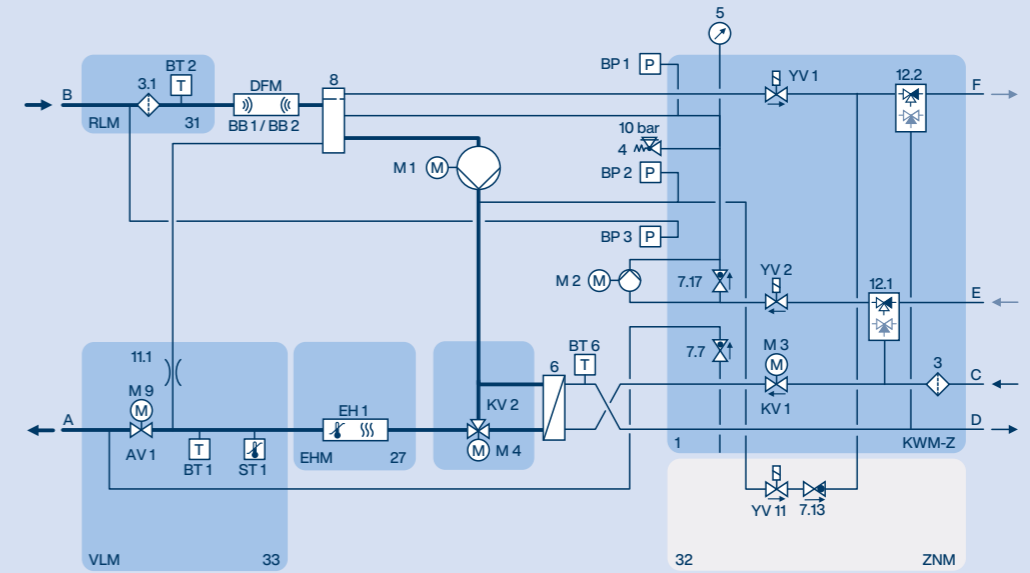 5
BT 2
BP 1
P
YV 1
12.2
F
3.1
T
DFM
8
B
RLM
31
BB 1 / BB 2
10 bar
4
M 1
M
BP 2
P
BP 3
P
M 2
M
7.17
YV 2
12.1
E
11.1
7.7
M 3
M
BT 6
T
6
3
C
M 9
M
KV 2
KV 1
A
EH 1
D
AV 1
T
BT 1
ST 1
EHM
27
M
M 4
1
KWM-Z
YV 11
7.13
VLM
33
32
ZNM